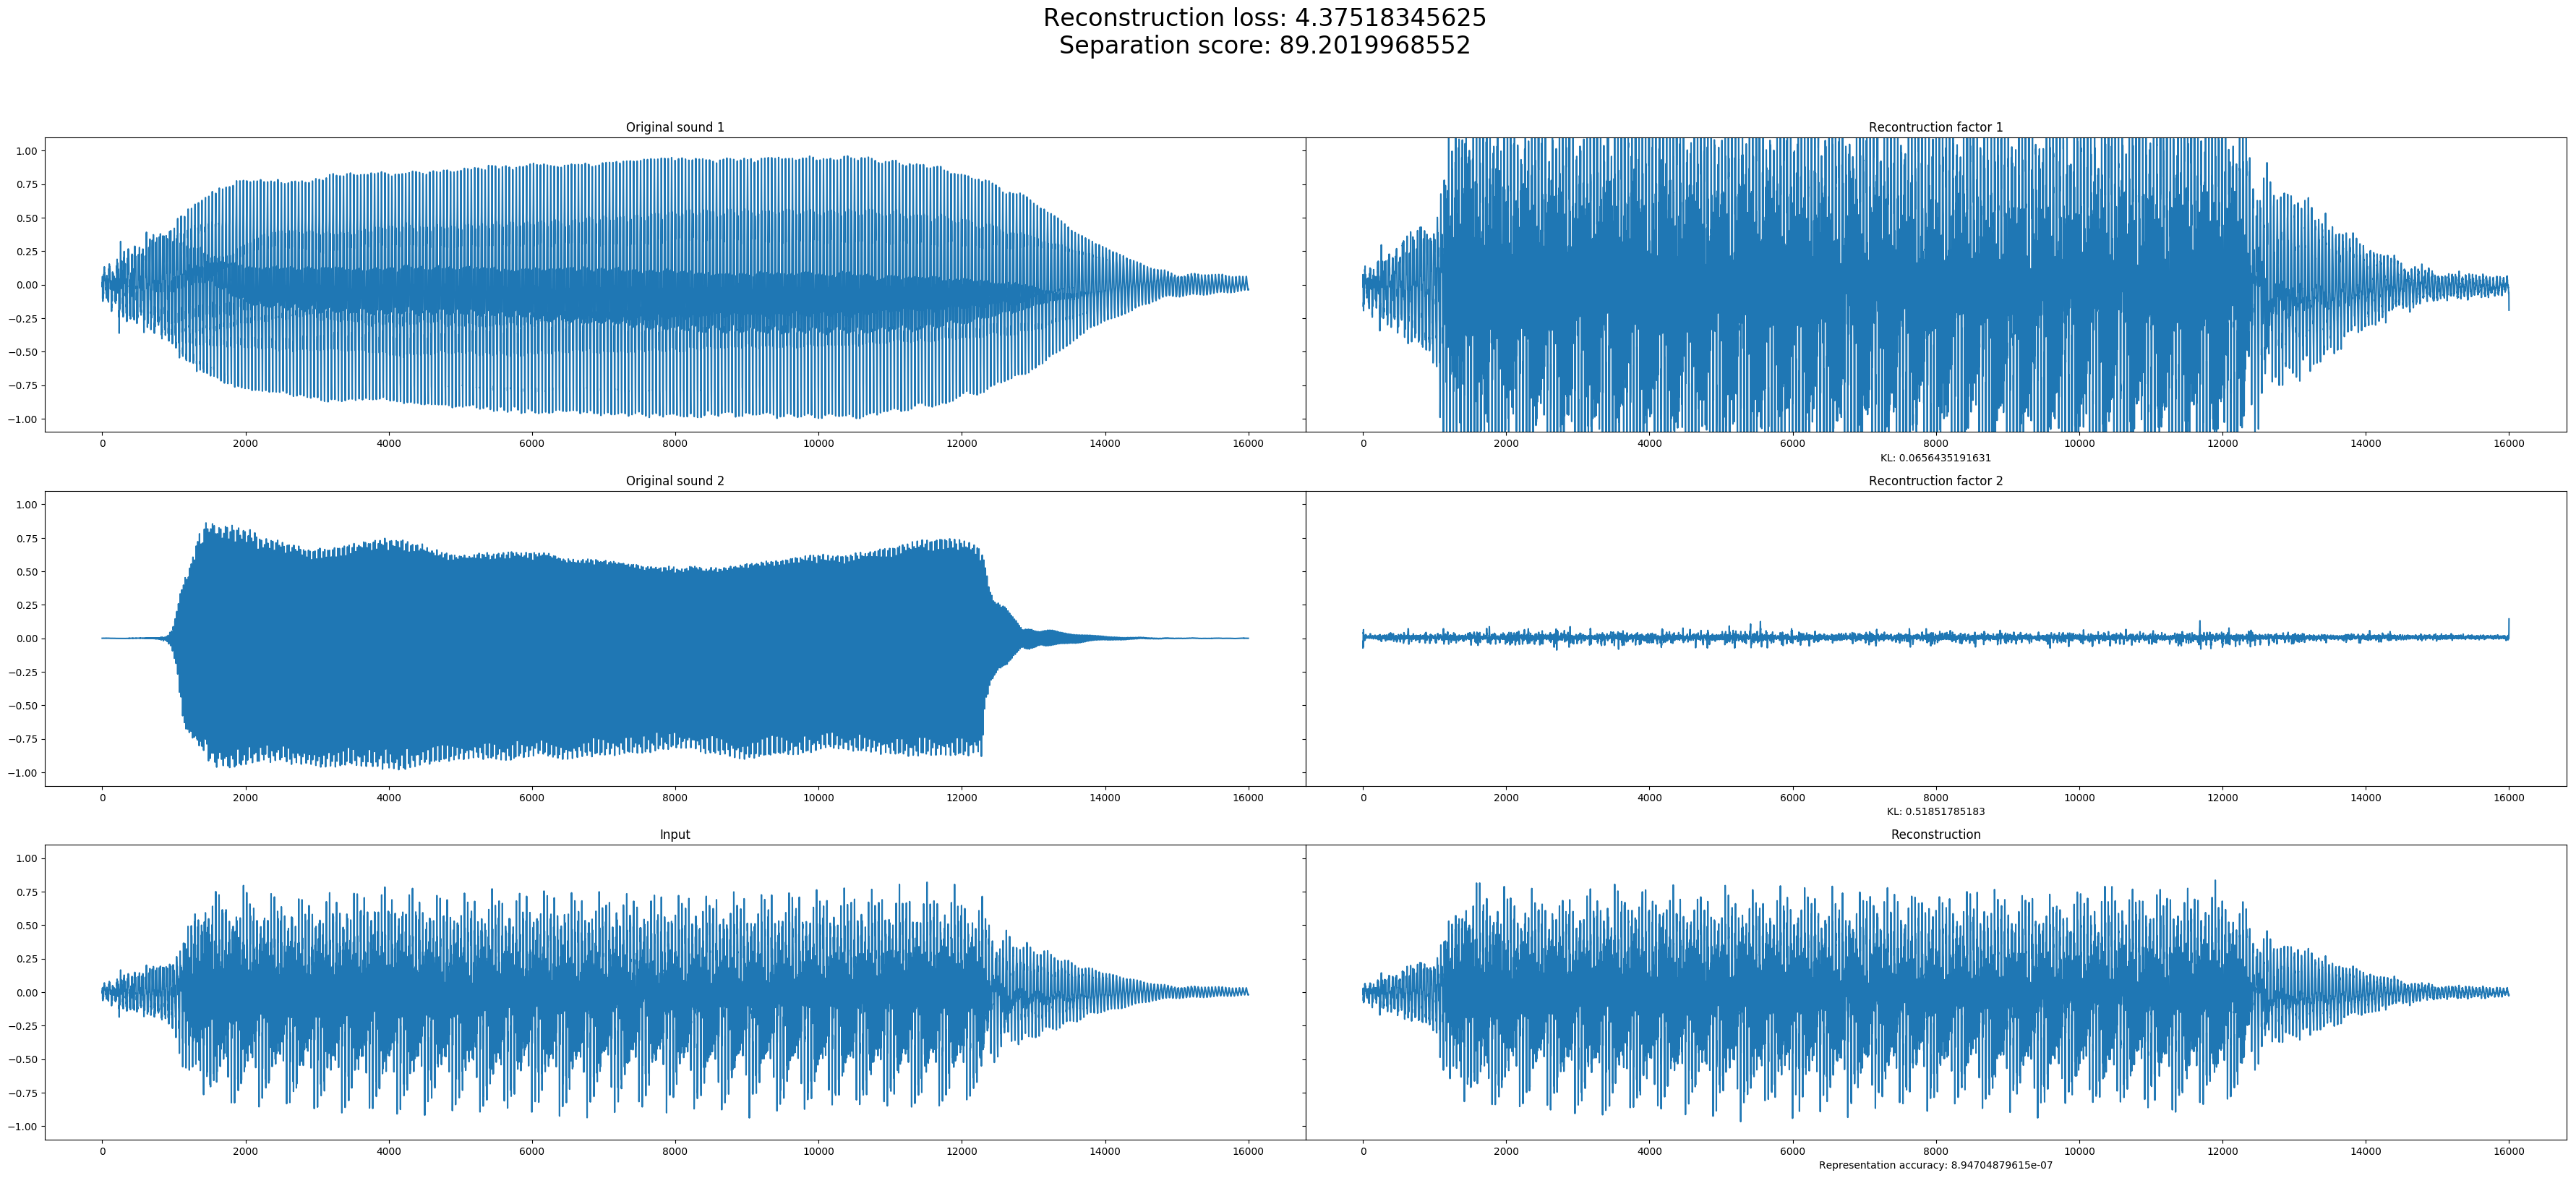 Reconstruction loss: 4.37518345625
Separation score: 89.2019968552
Original sound 1
Recontruction factor 1
1.00
0.75
0.50
0.25
0.00
−0.25
−0.50
−0.75
−1.00
0 2000 4000 6000 8000 10000 12000 14000 16000
0 2000 4000 6000 8000 10000 12000 14000 16000
KL: 0.0656435191631
Original sound 2
Recontruction factor 2
1.00
0.75
0.50
0.25
0.00
−0.25
−0.50
−0.75
−1.00
0 2000 4000 6000 8000 10000 12000 14000 16000
0 2000 4000 6000 8000 10000 12000 14000 16000
KL: 0.51851785183
Input
Reconstruction
1.00
0.75
0.50
0.25
0.00
−0.25
−0.50
−0.75
−1.00
0 2000 4000 6000 8000 10000 12000 14000 16000
0 2000 4000 6000 8000 10000 12000 14000 16000
Representation accuracy: 8.94704879615e-07